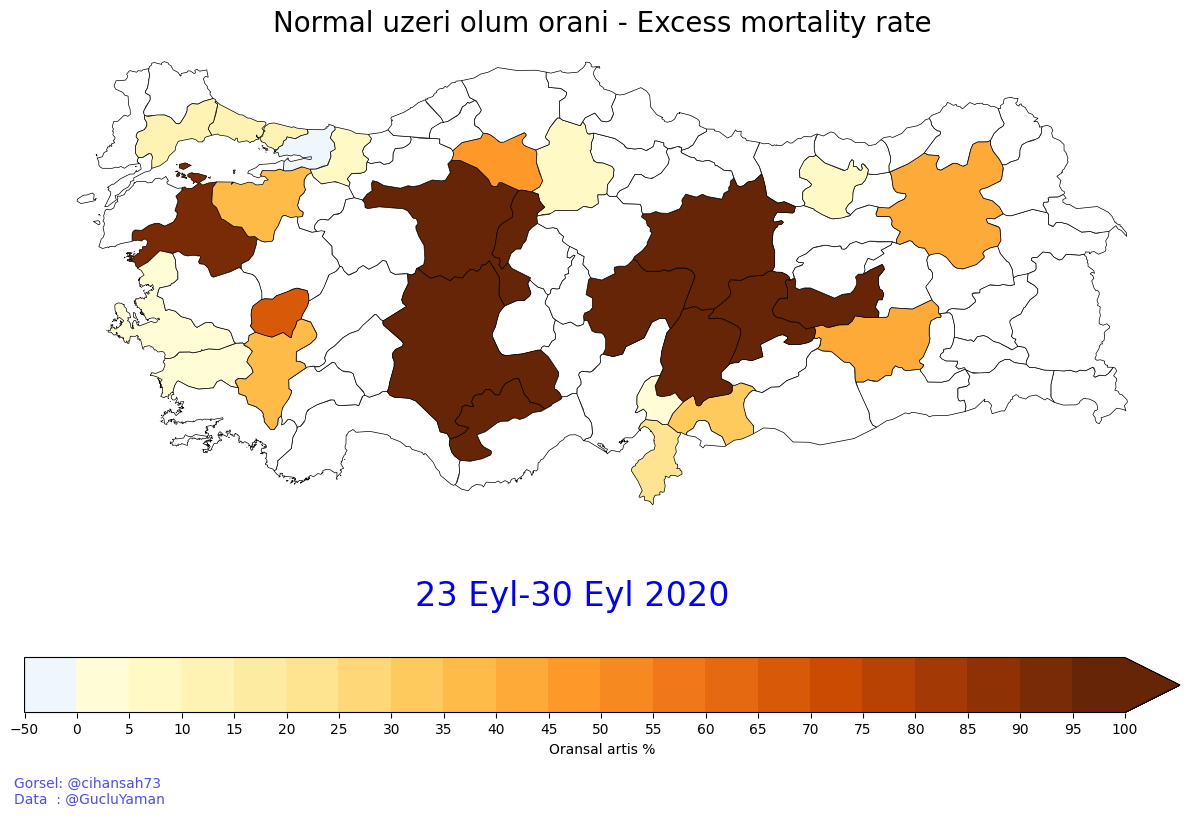 Normal uzeri olum orani - Excess mortality rate
23 Eyl-30 Eyl 2020
−50 0 5 10 15 20 25 30 35 40 45 50 55 60 65 70 75 80 85 90 95 100
Oransal artis %
Gorsel: @cihansah73
Data  : @GucluYaman